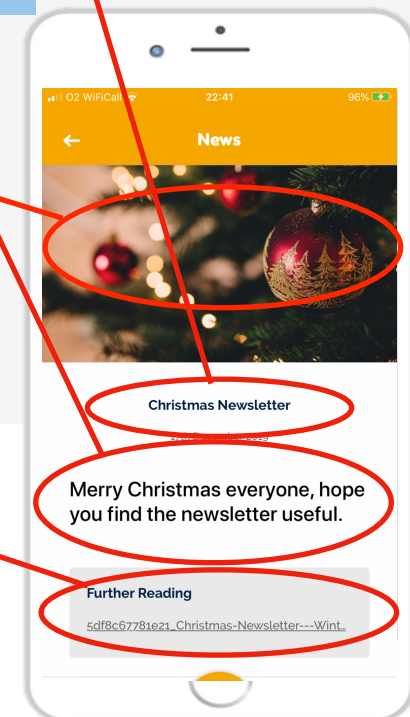 O2 WiFiCall 22:41 96%
News
Christmas Newsletter
Merry Christmas everyone, hope
you find the newsletter useful.
Further Reading
5df8c67781e21_Christmas-Newsletter---Wint...